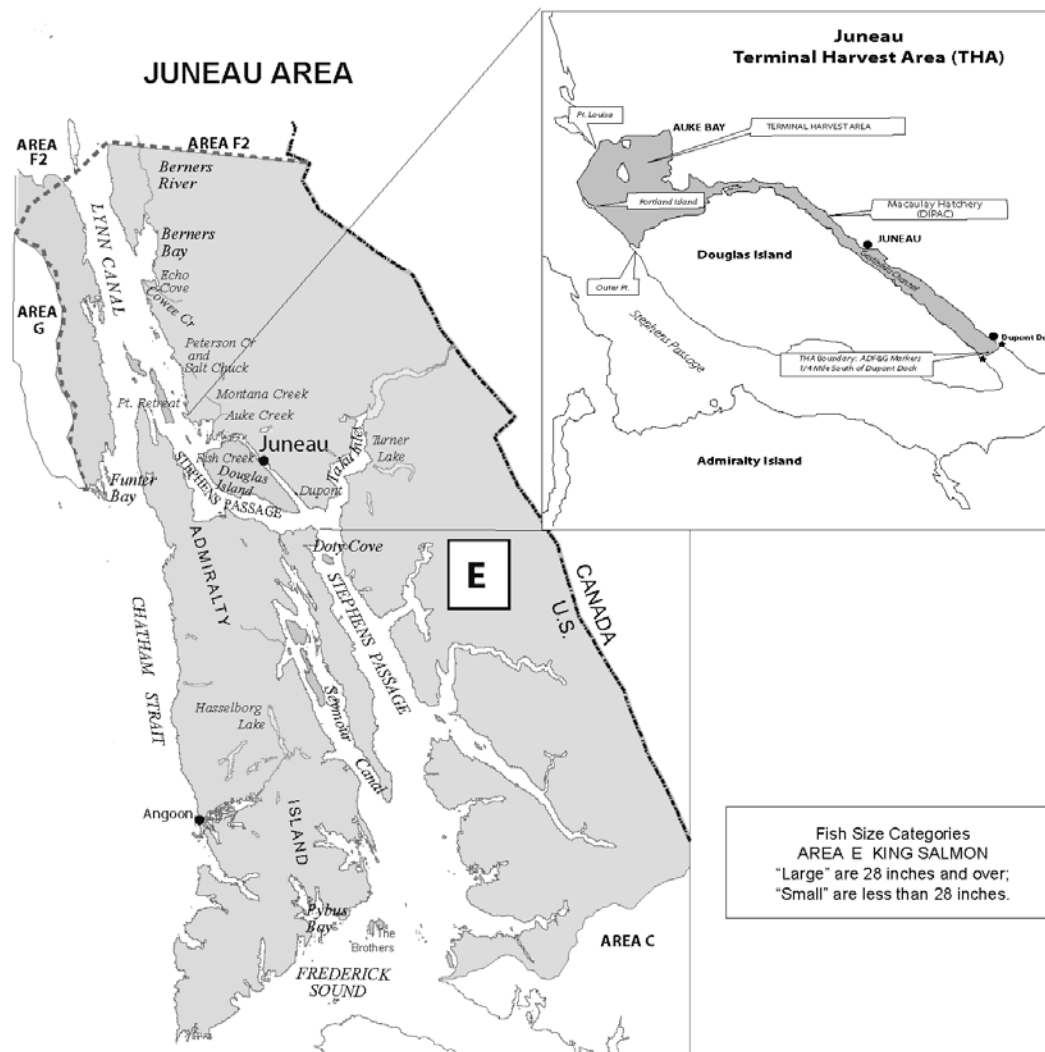 JUNEAU AREA
AREA
F2
AREA F2
Berners
River
LYNN CANAL
Berners
Bay
Echo
Cove
Cowee Cr
AREA
G
Peterson Cr
and
Salt Chuck
Pt. Retreat
Montana Creek
Auke Creek
Juneau
Fish Creek
Douglas
Island
Taku Inlet
Turner
Lake
Dupont
STEPHENS PASSAGE
Funter
Bay
ADMIRALTY
Doty Cove
E
STEPHENS PASSAGE
CANADA
U.S.
CHATHAM STRAIT
Hasselborg
Lake
Seymour
Canal
Angoon
ISLAND
Pybus
Bay
The
Brothers
AREA C
FREDERICK
SOUND
Juneau
Terminal Harvest Area (THA)
Pt. Louisa
AUKE BAY
TERMINAL HARVEST AREA
Portland Island
Macaulay Hatchery
(DIPAC)
JUNEAU
Douglas Island
Gastineau Channel
Outer Pt.
Stephens Passage
Dupont Do
THA Boundary: ADF&G Markers
1/4 Mile South of Dupont Dock
Admiralty Island
Fish Size Categories
AREA E KING SALMON
“Large” are 28 inches and over;
“Small” are less than 28 inches.